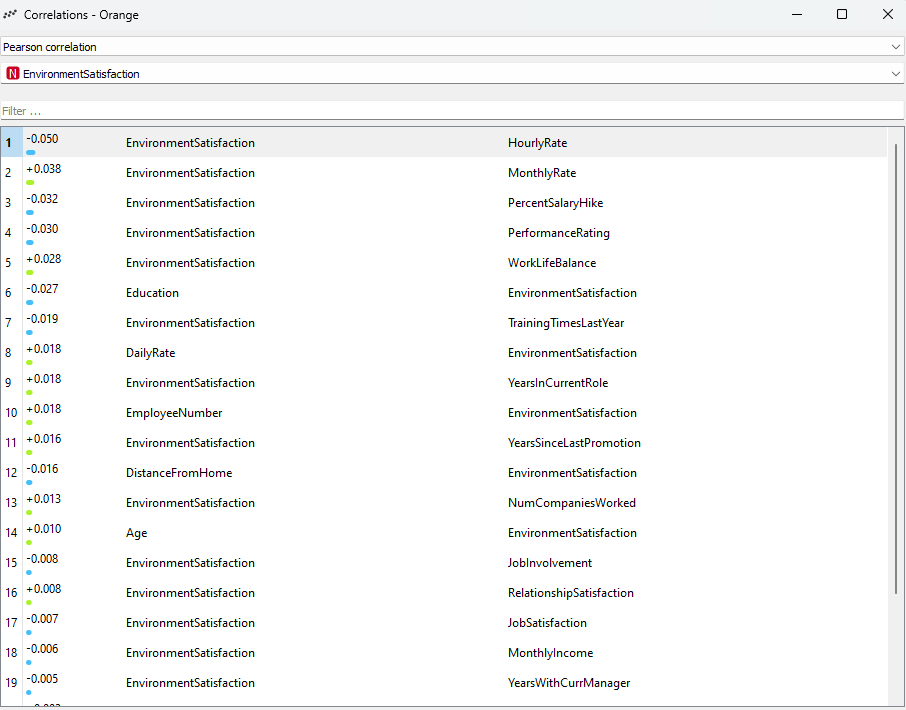 Correlations - Orange
Pearson correlation
N EnvironmentSatisfaction
Filter ...
1 -0.050 EnvironmentSatisfaction HourlyRate
2 +0.038 EnvironmentSatisfaction MonthlyRate
3 -0.032 EnvironmentSatisfaction PercentSalaryHike
4 -0.030 EnvironmentSatisfaction PerformanceRating
5 +0.028 EnvironmentSatisfaction WorkLifeBalance
6 -0.027 Education EnvironmentSatisfaction
7 -0.019 EnvironmentSatisfaction TrainingTimesLastYear
8 +0.018 DailyRate EnvironmentSatisfaction
9 +0.018 EnvironmentSatisfaction YearsInCurrentRole
10 +0.018 EmployeeNumber EnvironmentSatisfaction
11 +0.016 EnvironmentSatisfaction YearsSinceLastPromotion
12 -0.016 DistanceFromHome EnvironmentSatisfaction
13 +0.013 EnvironmentSatisfaction NumCompaniesWorked
14 +0.010 Age EnvironmentSatisfaction
15 -0.008 EnvironmentSatisfaction JobInvolvement
16 +0.008 EnvironmentSatisfaction RelationshipSatisfaction
17 -0.007 EnvironmentSatisfaction JobSatisfaction
18 -0.006 EnvironmentSatisfaction MonthlyIncome
19 -0.005 EnvironmentSatisfaction YearsWithCurrManager